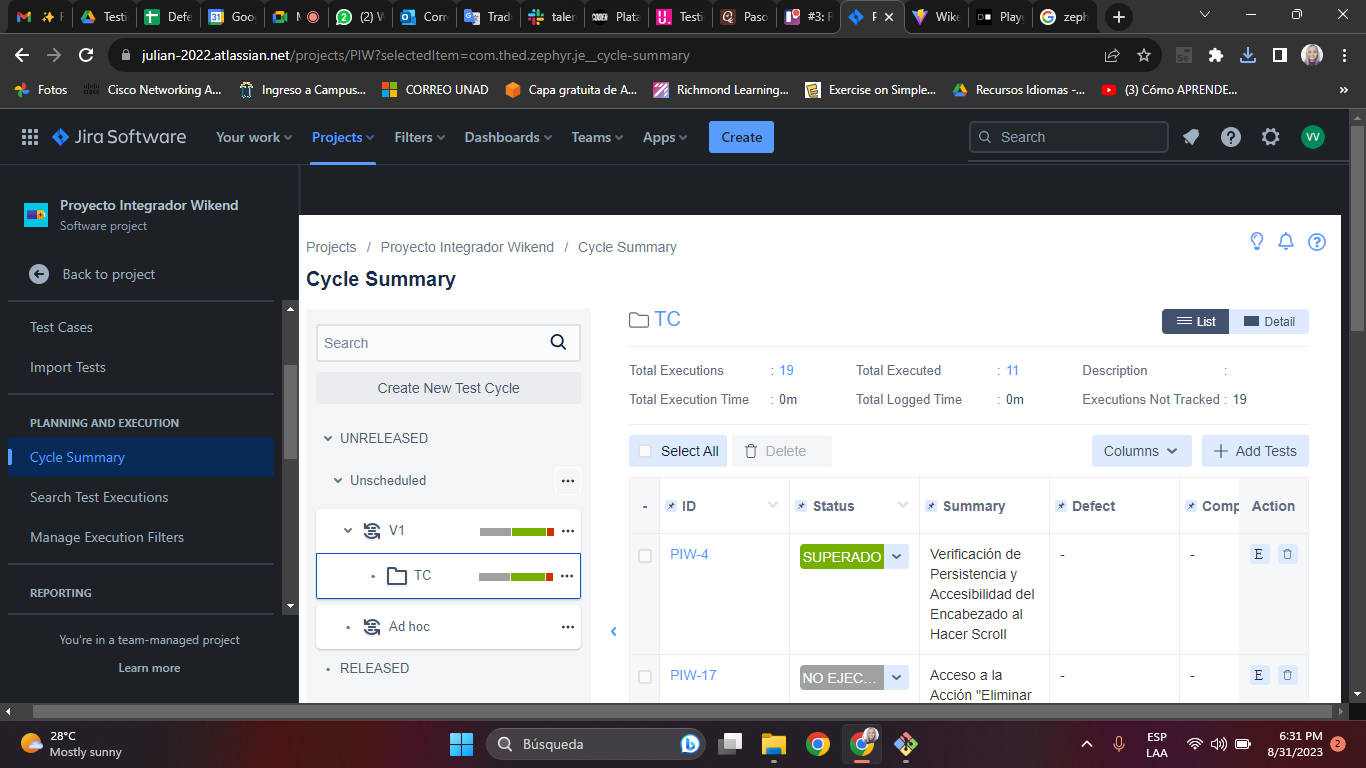 Testi
Defe
Goo
M
(2) W
Corr
Trad
taler
Plata
Testi
Paso
#3: F
P
Wike
Play
zeph
julian-2022.atlassian.net/projects/PIW?selectedItem=com.thed.zephyr.je__cycle-summary
Fotos
Cisco Networking A...
Ingreso a Campus...
CORREO UNAD
Capa gratuita de A...
Richmond Learning...
Exercise on Simple...
Recursos Idiomas -...
(3) Cómo APRENDE...
»
Jira Software
Your work
Projects
Filters
Dashboards
Teams
Apps
Create
Search
VV
Proyecto Integrador Wikend
Software project
Back to project
Test Cases
Import Tests
PLANNING AND EXECUTION
Cycle Summary
Search Test Executions
Manage Execution Filters
REPORTING
You're in a team-managed project
Learn more
Projects / Proyecto Integrador Wikend / Cycle Summary
Cycle Summary
Search
Create New Test Cycle
UNRELEASED
Unscheduled
V1
TC
Ad hoc
RELEASED
TC
List
Detail
Total Executions : 19
Total Executed : 11
Description :
Total Execution Time : 0m
Total Logged Time : 0m
Executions Not Tracked : 19
Select All
Delete
Columns
Add Tests
- ID Status Summary Defect Comp Action
PIW-4
SUPERADO
Verificación de
Persistencia y
Accesibilidad del
Encabezado al
Hacer Scroll
-
-
E
PIW-17
NO EJEC...
Acceso a la
Acción "Eliminar
-
-
E
28°C
Mostly sunny
Búsqueda
ESP
LAA
6:31 PM
8/31/2023
2